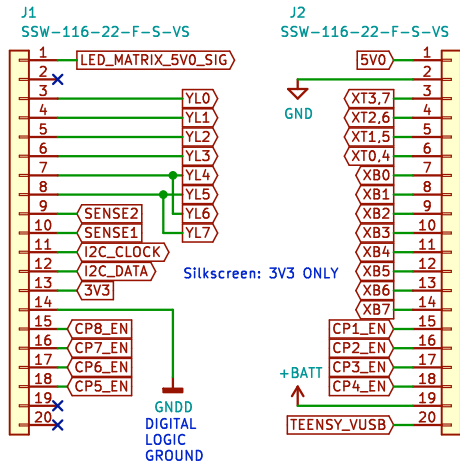 J1
SSW-116-22-F-S-VS
1 LED_MATRIX_5V0_SIG
2
3 YL0
4 YL1
5 YL2
6 YL3
7 YL4
8 YL5
9 SENSE2 YL6
10 SENSE1 YL7
11 I2C_CLOCK
12 I2C_DATA
13 3V3
14
15 CP8_EN
16 CP7_EN
17 CP6_EN
18 CP5_EN
19
20
GNDD
DIGITAL
LOGIC
GROUND
Silkscreen: 3V3 ONLY
J2
SSW-116-22-F-S-VS
5V0 1
2
GND
XT3,7 3
XT2,6 4
XT1,5 5
XT0,4 6
XB0 7
XB1 8
XB2 9
XB3 10
XB4 11
XB5 12
XB6 13
XB7 14
CP1_EN 15
CP2_EN 16
CP3_EN 17
CP4_EN 18
+BATT
19
TEENSY_VUSB 20